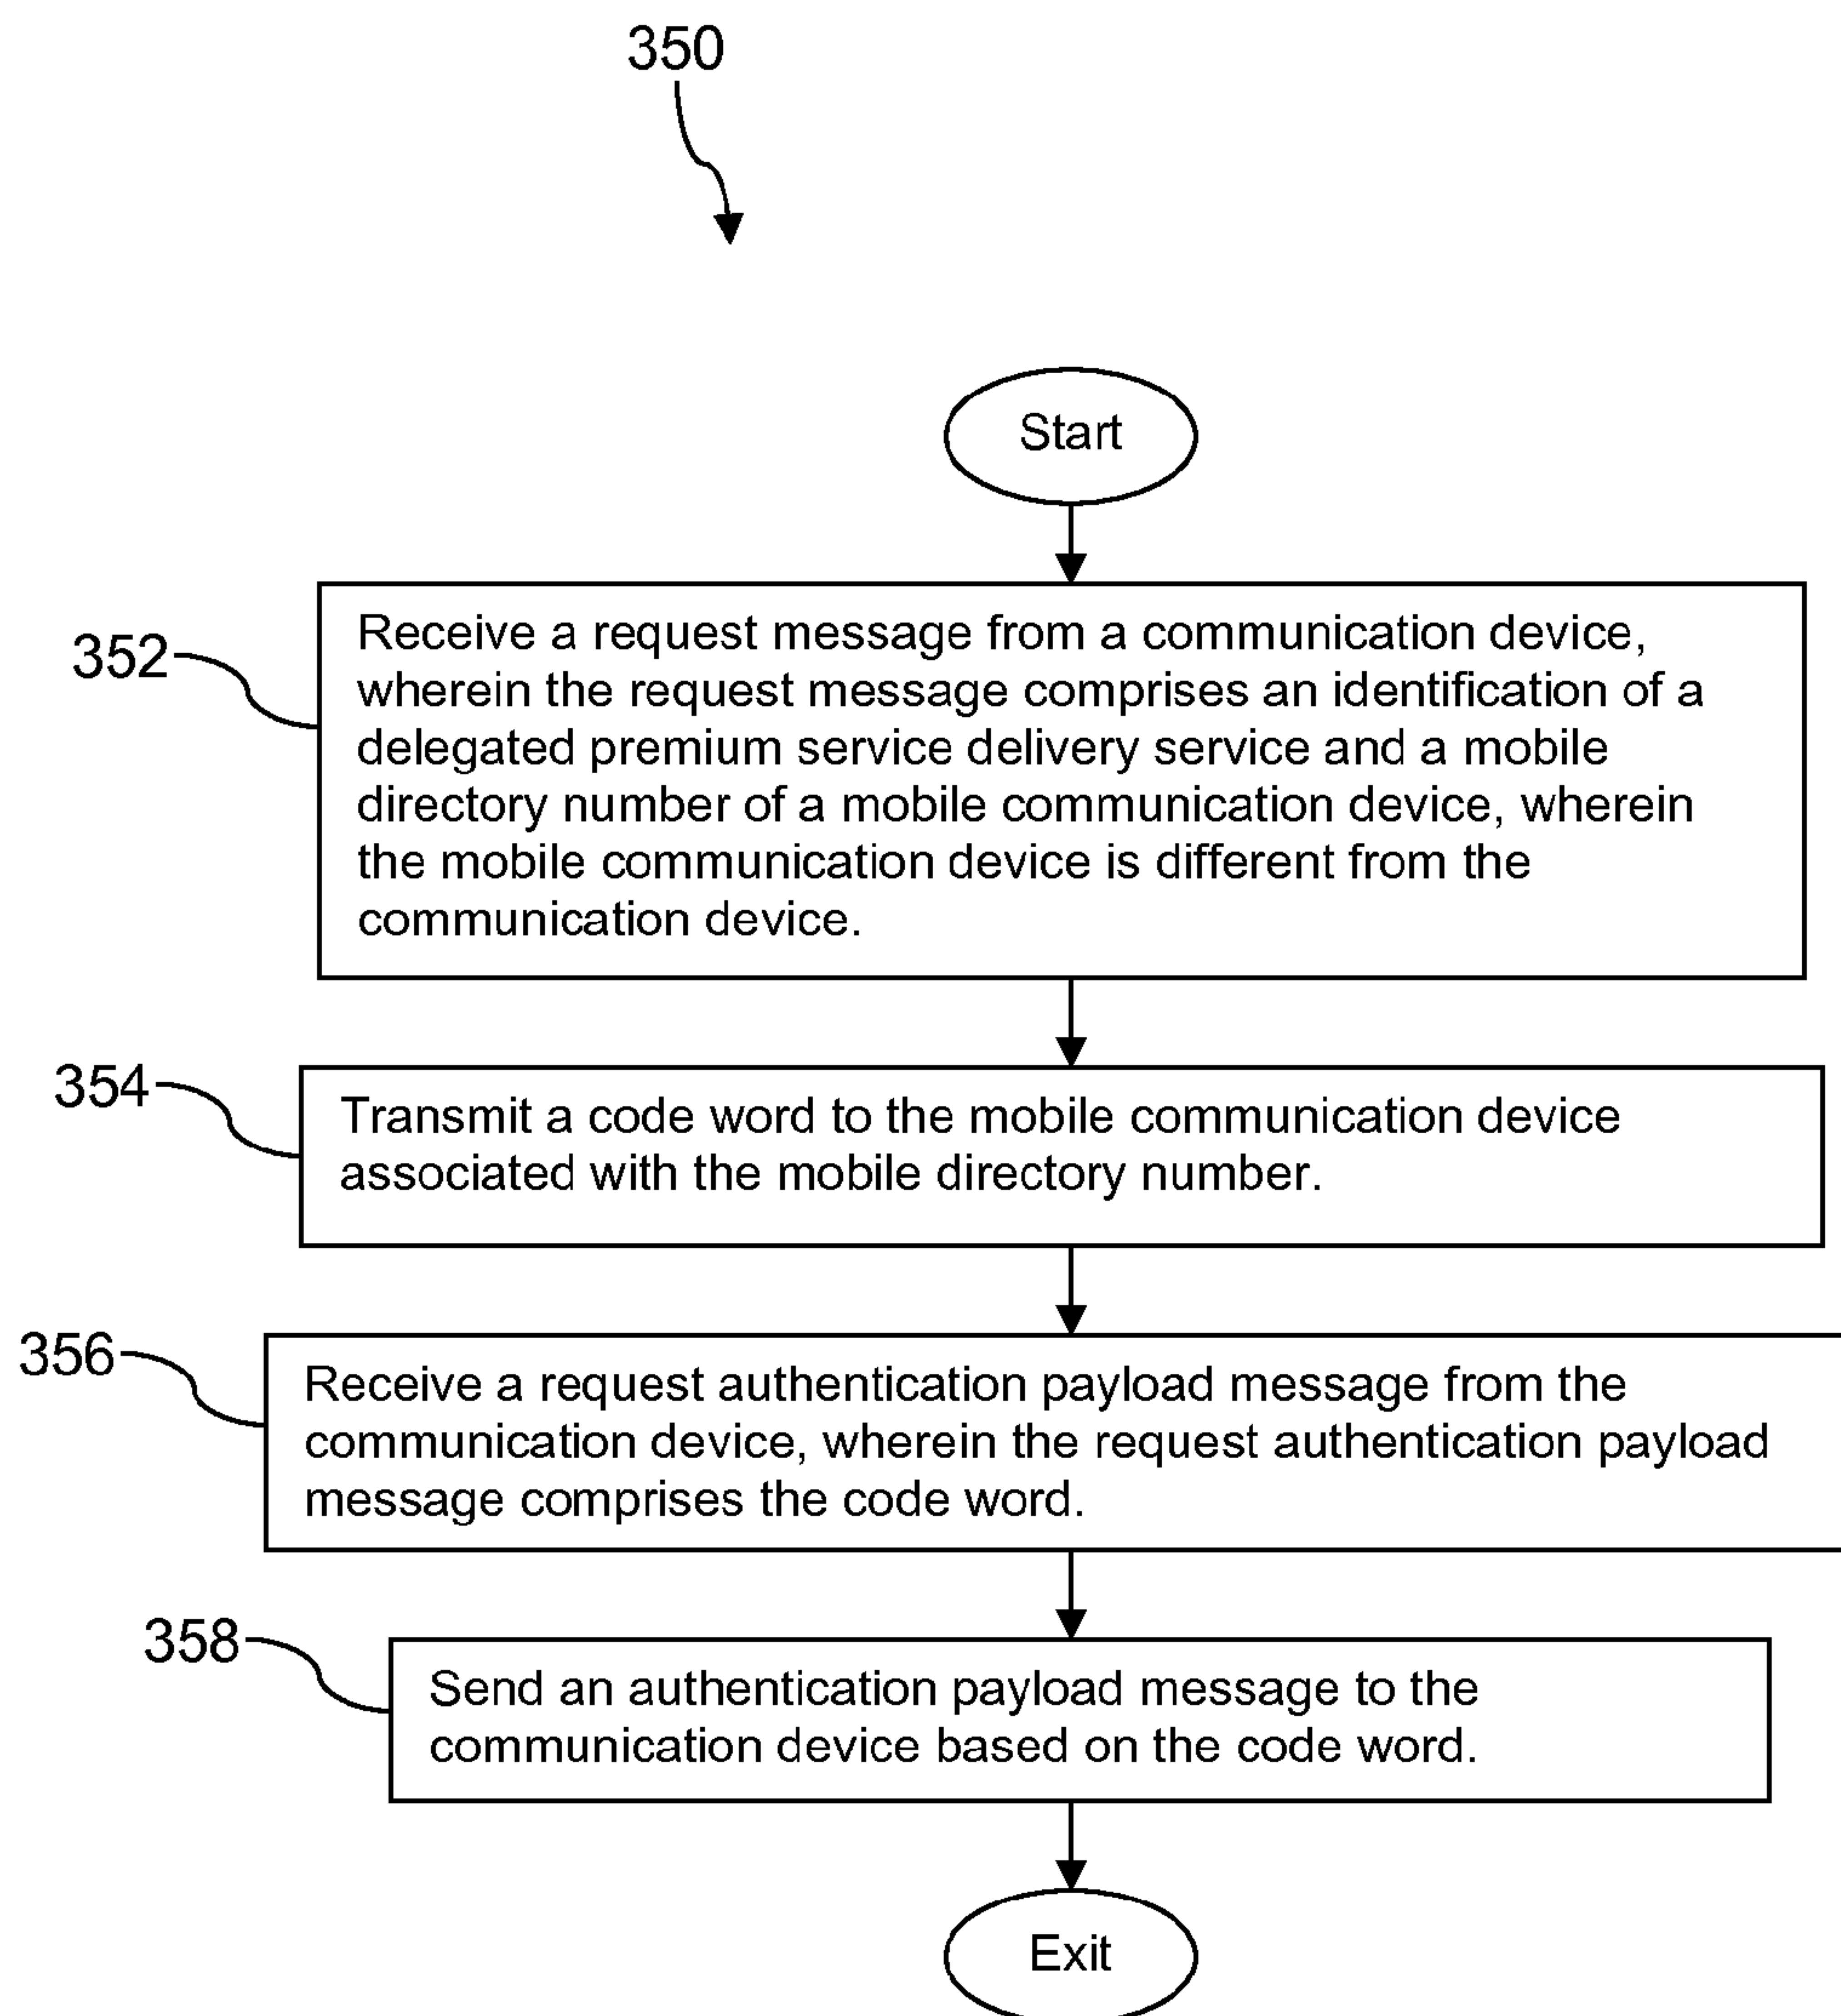 350
Start
352
Receive a request message from a communication device,
wherein the request message comprises an identification of a
delegated premium service delivery service and a mobile
directory number of a mobile communication device, wherein
the mobile communication device is different from the
communication device.
354
Transmit a code word to the mobile communication device
associated with the mobile directory number.
356
Receive a request authentication payload message from the
communication device, wherein the request authentication payload
message comprises the code word.
358
Send an authentication payload message to the
communication device based on the code word.
Exit